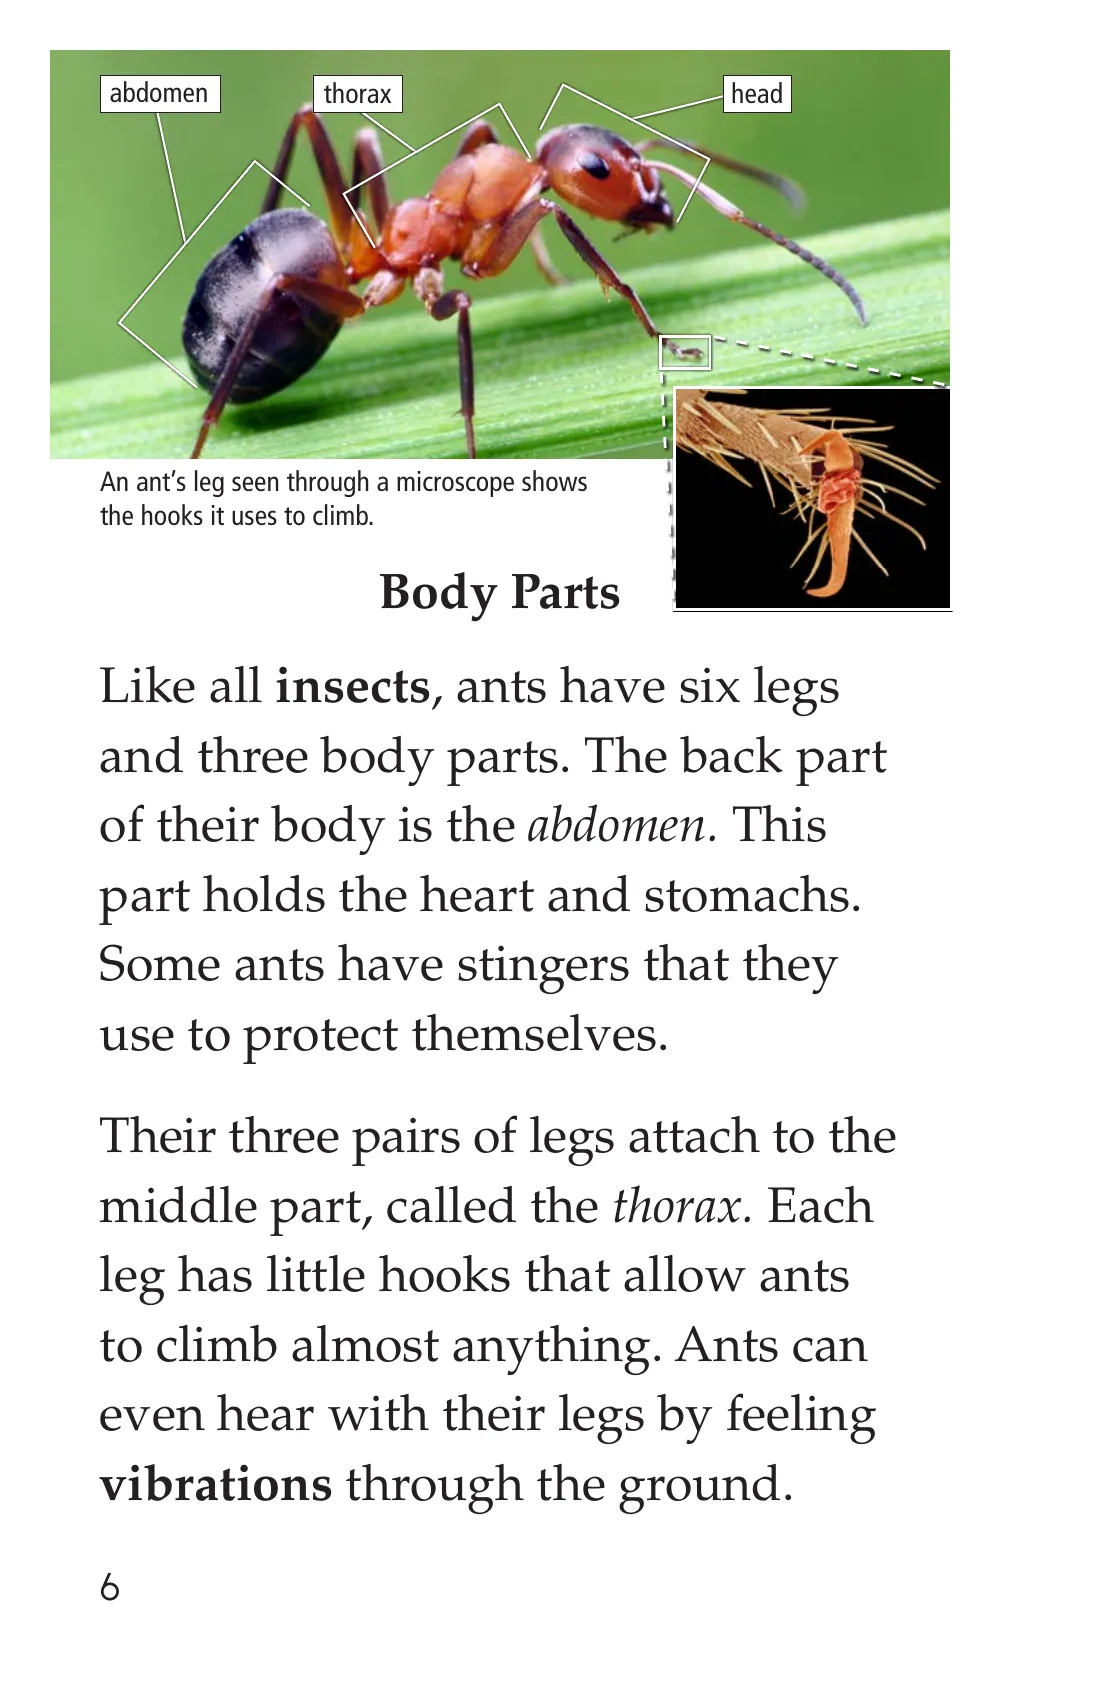 abdomen
thorax
head
An ant’s leg seen through a microscope shows
the hooks it uses to climb.
Body Parts
Like all insects, ants have six legs
and three body parts. The back part
of their body is the abdomen. This
part holds the heart and stomachs.
Some ants have stingers that they
use to protect themselves.
Their three pairs of legs attach to the
middle part, called the thorax. Each
leg has little hooks that allow ants
to climb almost anything. Ants can
even hear with their legs by feeling
vibrations through the ground.
6